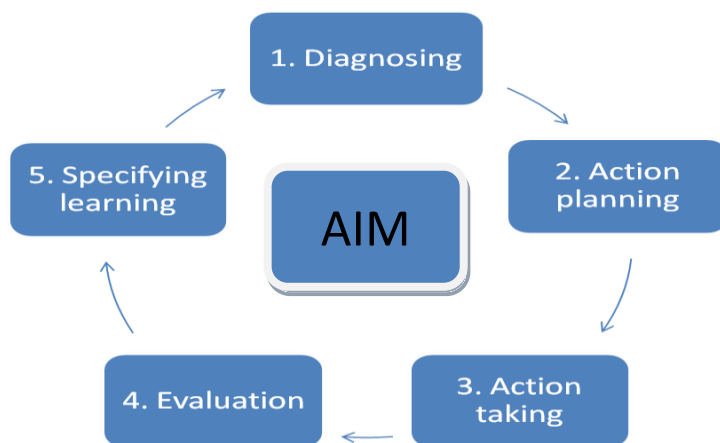 1. Diagnosing
2. Action
planning
3. Action
taking
4. Evaluation
5. Specifying
learning
AIM